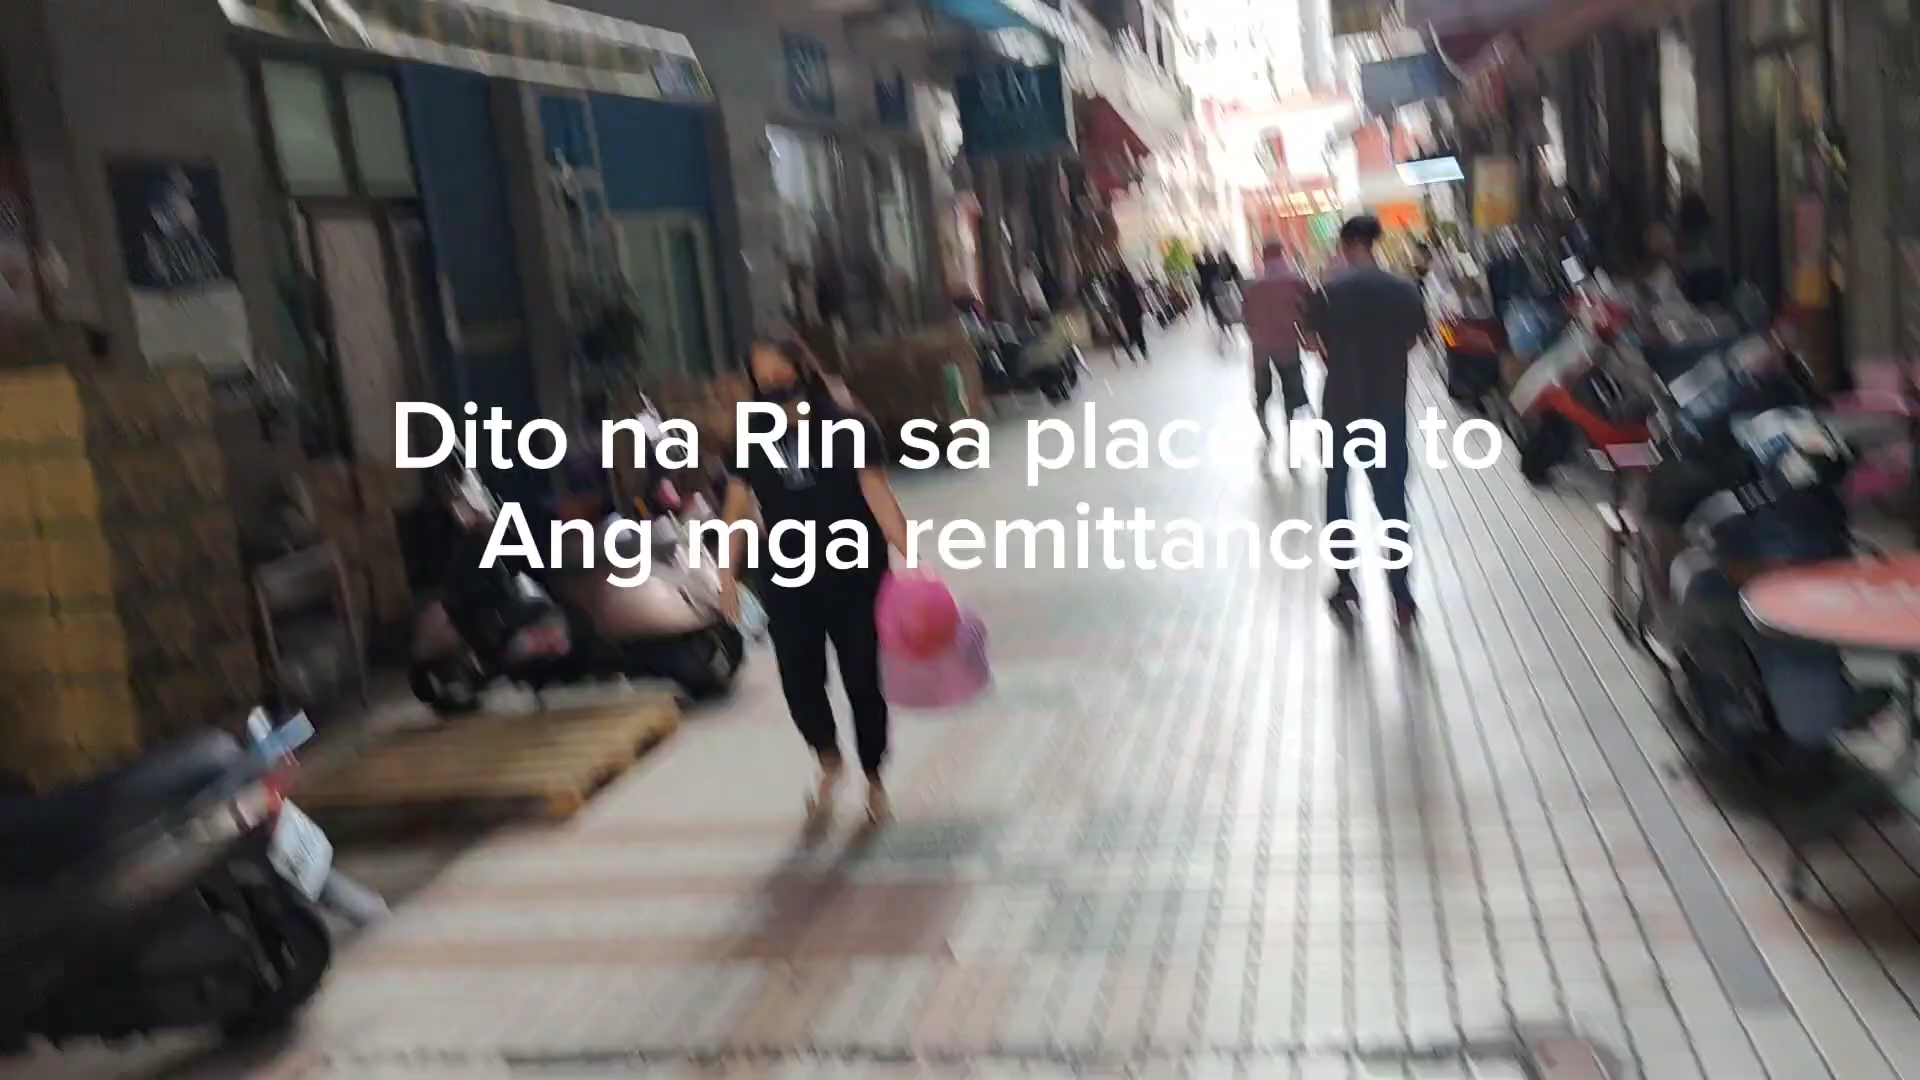 Dito na Rin sa place na to
Ang mga remittances